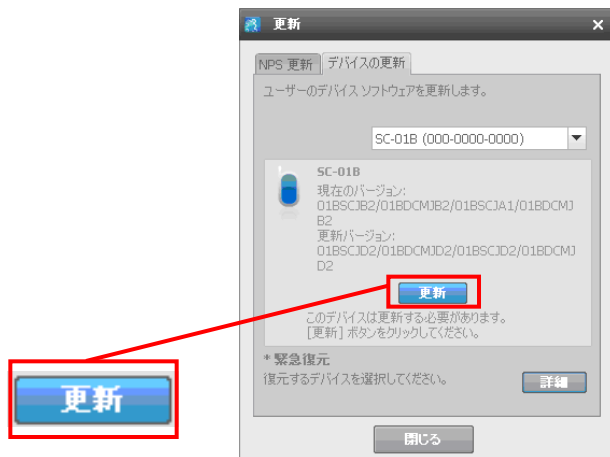 更新
NPS 更新 デバイスの更新
ユーザーのデバイス ソフトウェアを更新します。
SC-01B (000-0000-0000)
SC-01B
現在のバージョン:
01BSCJB2/01BDCMJB2/01BSCJA1/01BDCMJ
B2
更新バージョン:
01BSCJD2/01BDCMJD2/01BSCJD2/01BDCMJ
D2
更新
このデバイスは更新する必要があります。
[更新] ボタンをクリックしてください。
* 緊急復元
復元するデバイスを選択してください。 詳細
更新
閉じる